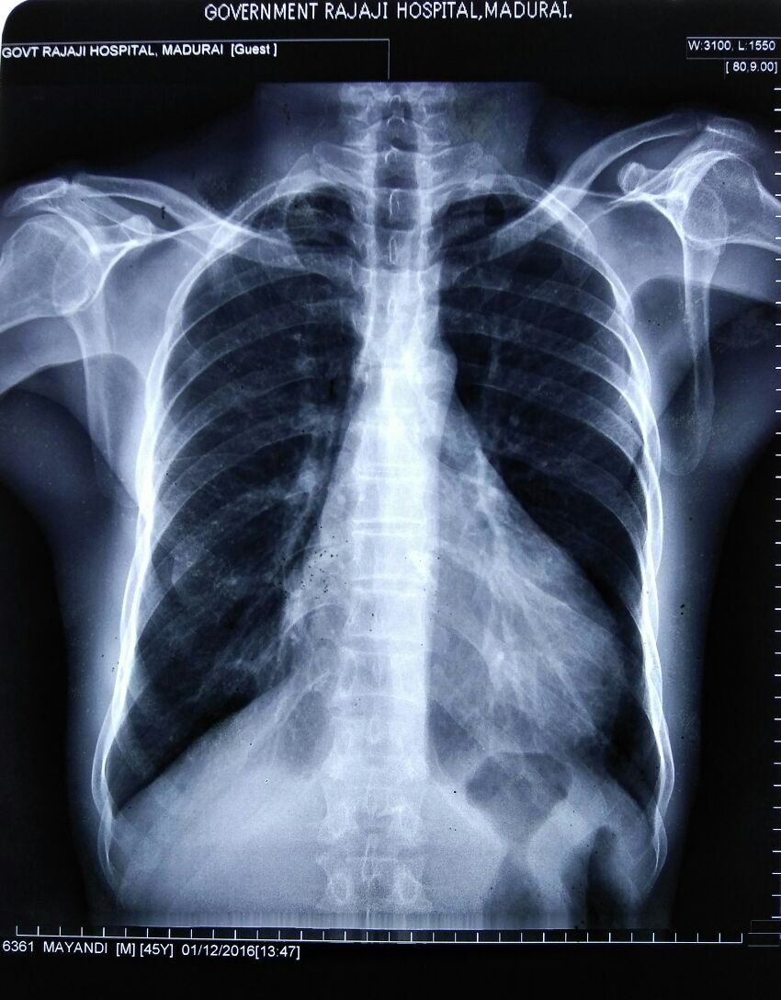 GOVERNMENT RAJAJI HOSPITAL,MADURAI.
GOVT RAJAJI HOSPITAL, MADURAI [Guest ]
W:3100, L:1550
[ 80,9.00]
6361 MAYANDI [M] [45Y] 01/12/2016[13:47]